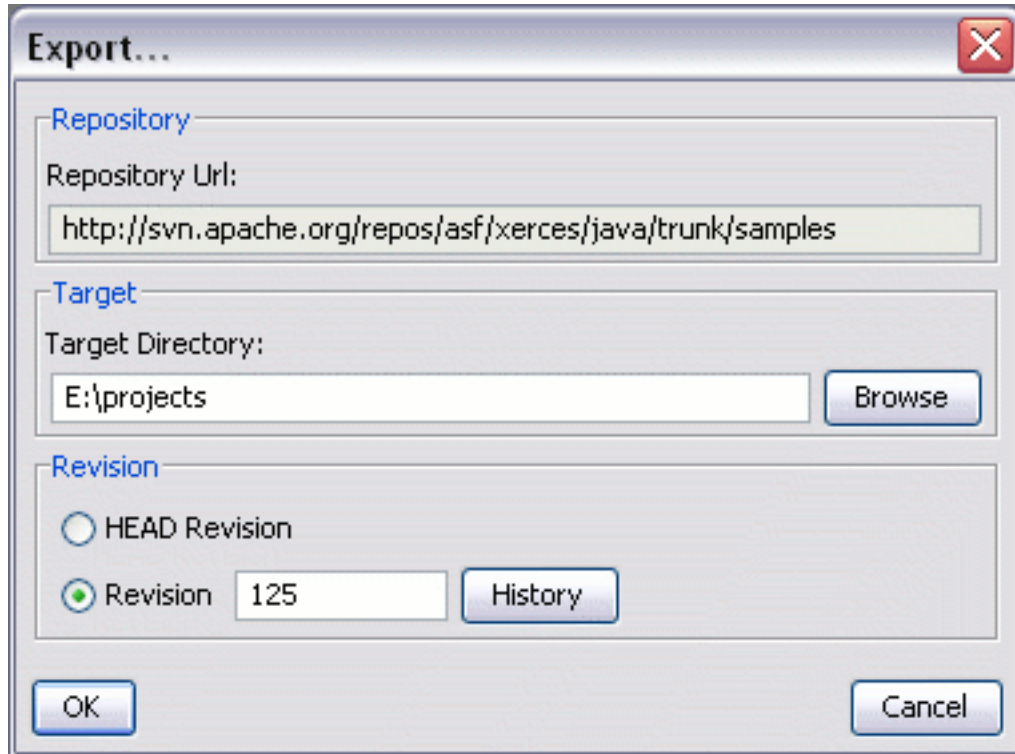 Export...
Repository
Repository Url:
http://svn.apache.org/repos/asf/xerces/java/trunk/samples
Target
Target Directory:
E:\projects Browse
Revision
HEAD Revision
Revision 125 History
OK Cancel